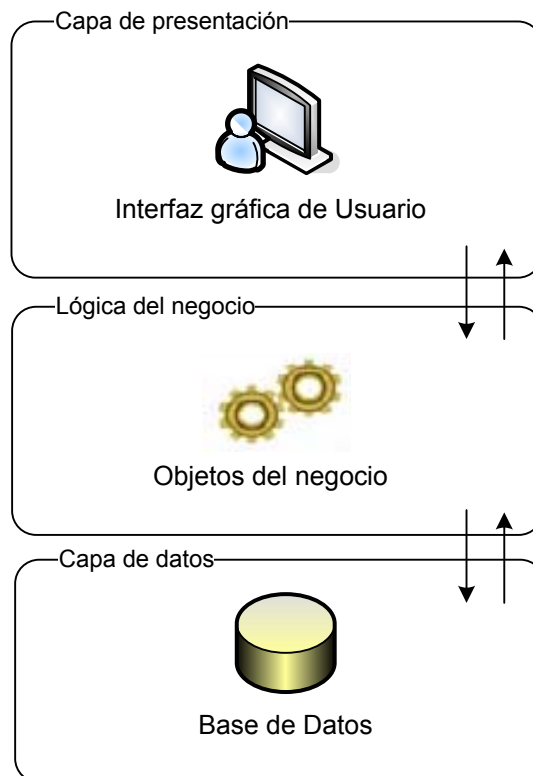 Capa de presentación
Interfaz gráfica de Usuario
Lógica del negocio
Objetos del negocio
Capa de datos
Base de Datos